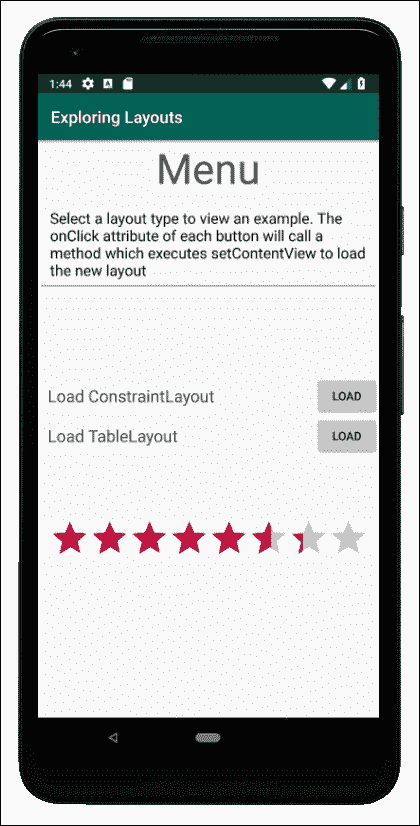 1:44
Exploring Layouts
Menu
Select a layout type to view an example. The
onClick attribute of each button will call a
method which executes setContentView to load
the new layout
Load ConstraintLayout LOAD
Load TableLayout LOAD